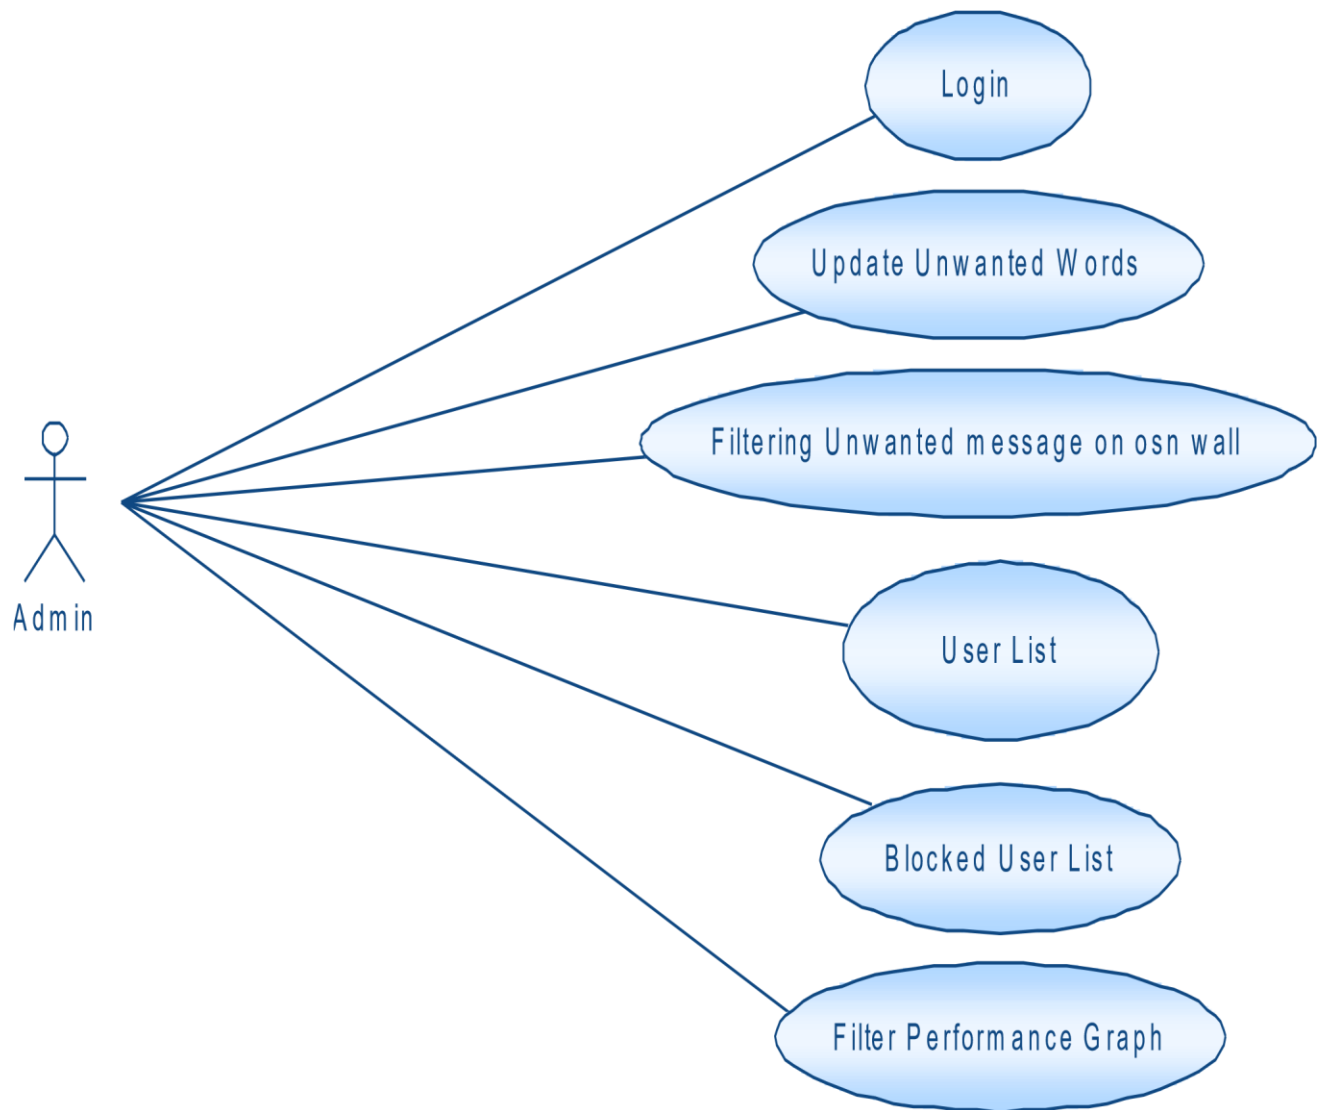 Login
Update Unwanted Words
Filtering Unwanted message on osn wall
Admin
User List
Blocked User List
Filter Performance Graph